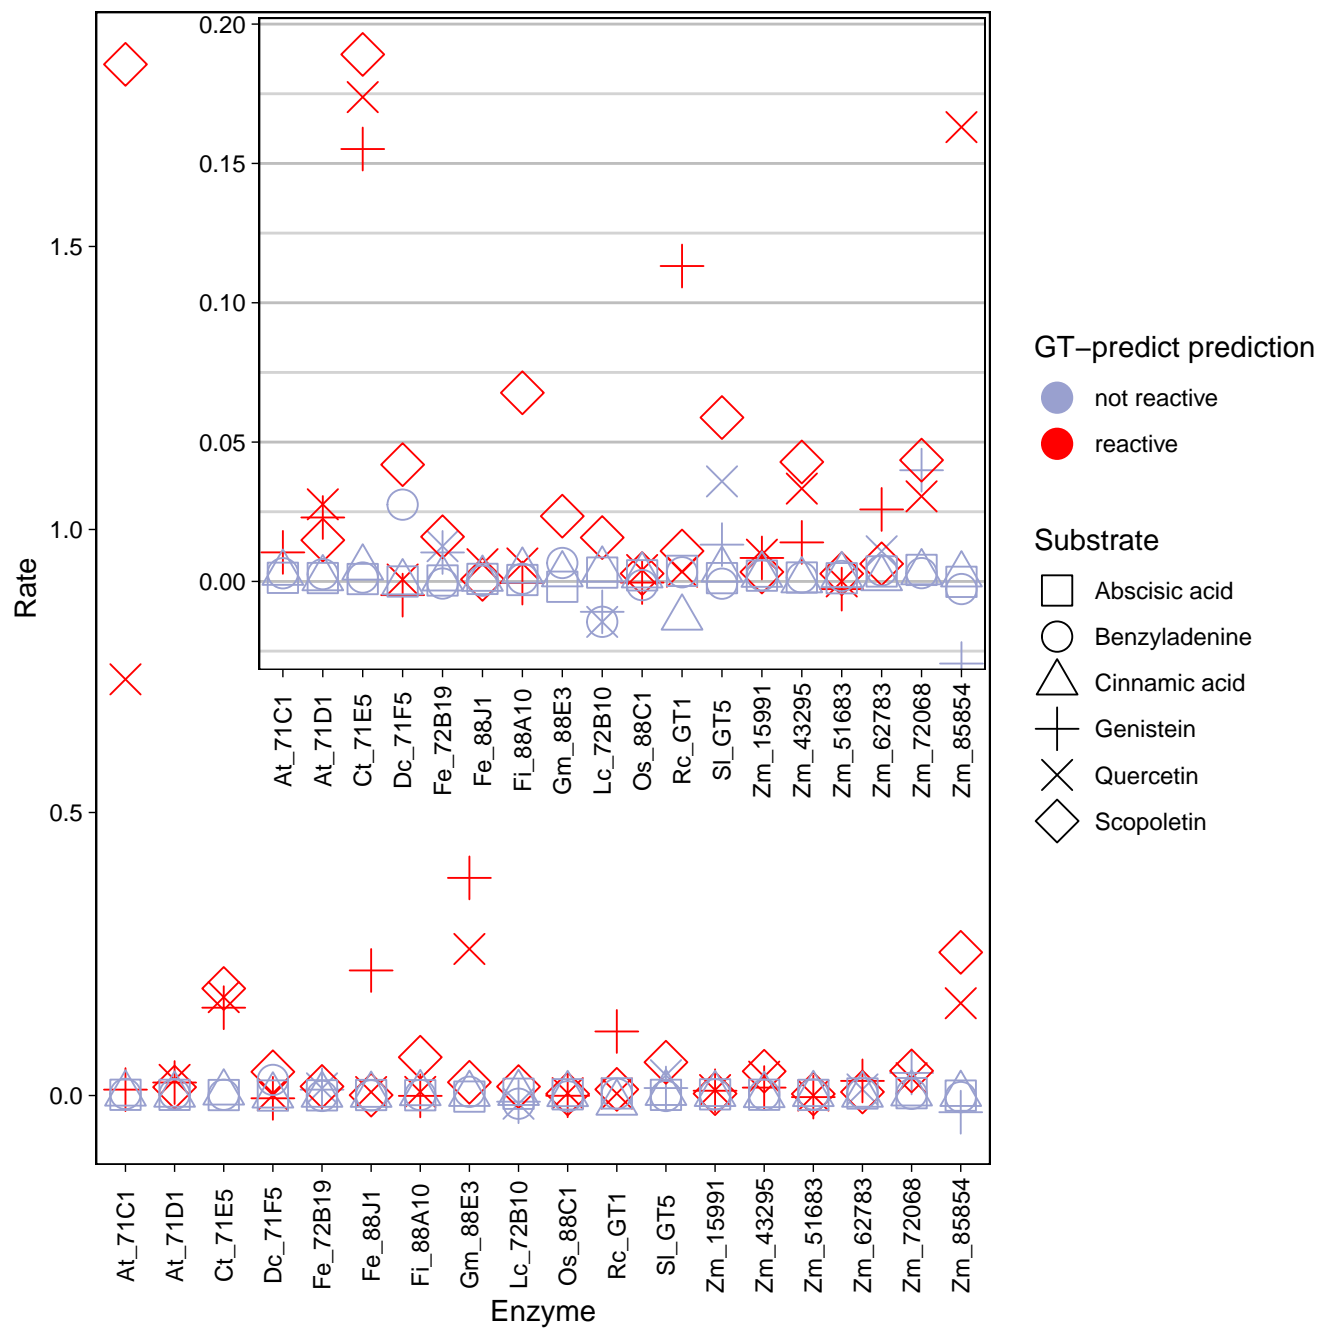 0.20
0.15
0.10
0.05
0.00
At_71C1
At_71D1
Ct_71E5
Dc_71F5
Fe_72B19
Fe_88J1
Fi_88A10
Gm_88E3
Lc_72B10
Os_88C1
Rc_GT1
Sl_GT5
Zm_15991
Zm_43295
Zm_51683
Zm_62783
Zm_72068
Zm_85854
Rate
1.5
1.0
0.5
0.0
At_71C1
At_71D1
Ct_71E5
Dc_71F5
Fe_72B19
Fe_88J1
Fi_88A10
Gm_88E3
Lc_72B10
Os_88C1
Rc_GT1
Sl_GT5
Zm_15991
Zm_43295
Zm_51683
Zm_62783
Zm_72068
Zm_85854
Enzyme
GT−predict prediction
not reactive
reactive
Substrate
Abscisic acid
Benzyladenine
Cinnamic acid
Genistein
Quercetin
Scopoletin